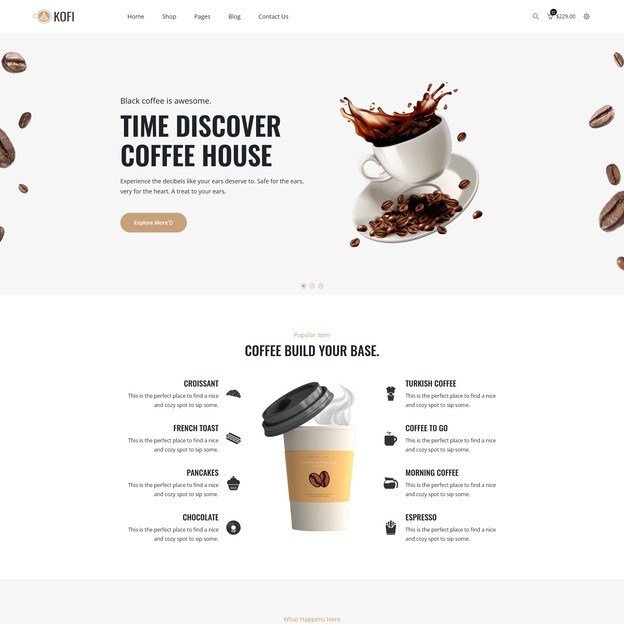 KOFI
Home
Shop
Pages
Blog
Contact Us
$229.00
Black coffee is awesome.
TIME DISCOVER
COFFEE HOUSE
Experience the decibels like your ears deserve to. Safe for the ears,
very for the heart. A treat to your ears.
Explore More
Popular Item
COFFEE BUILD YOUR BASE.
CROISSANT
This is the perfect place to find a nice
and cozy spot to sip some.
FRENCH TOAST
This is the perfect place to find a nice
and cozy spot to sip some.
PANCAKES
This is the perfect place to find a nice
and cozy spot to sip some.
CHOCOLATE
This is the perfect place to find a nice
and cozy spot to sip some.
TURKISH COFFEE
This is the perfect place to find a nice
and cozy spot to sip some.
COFFEE TO GO
This is the perfect place to find a nice
and cozy spot to sip some.
MORNING COFFEE
This is the perfect place to find a nice
and cozy spot to sip some.
ESPRESSO
This is the perfect place to find a nice
and cozy spot to sip some.
What Happens Here